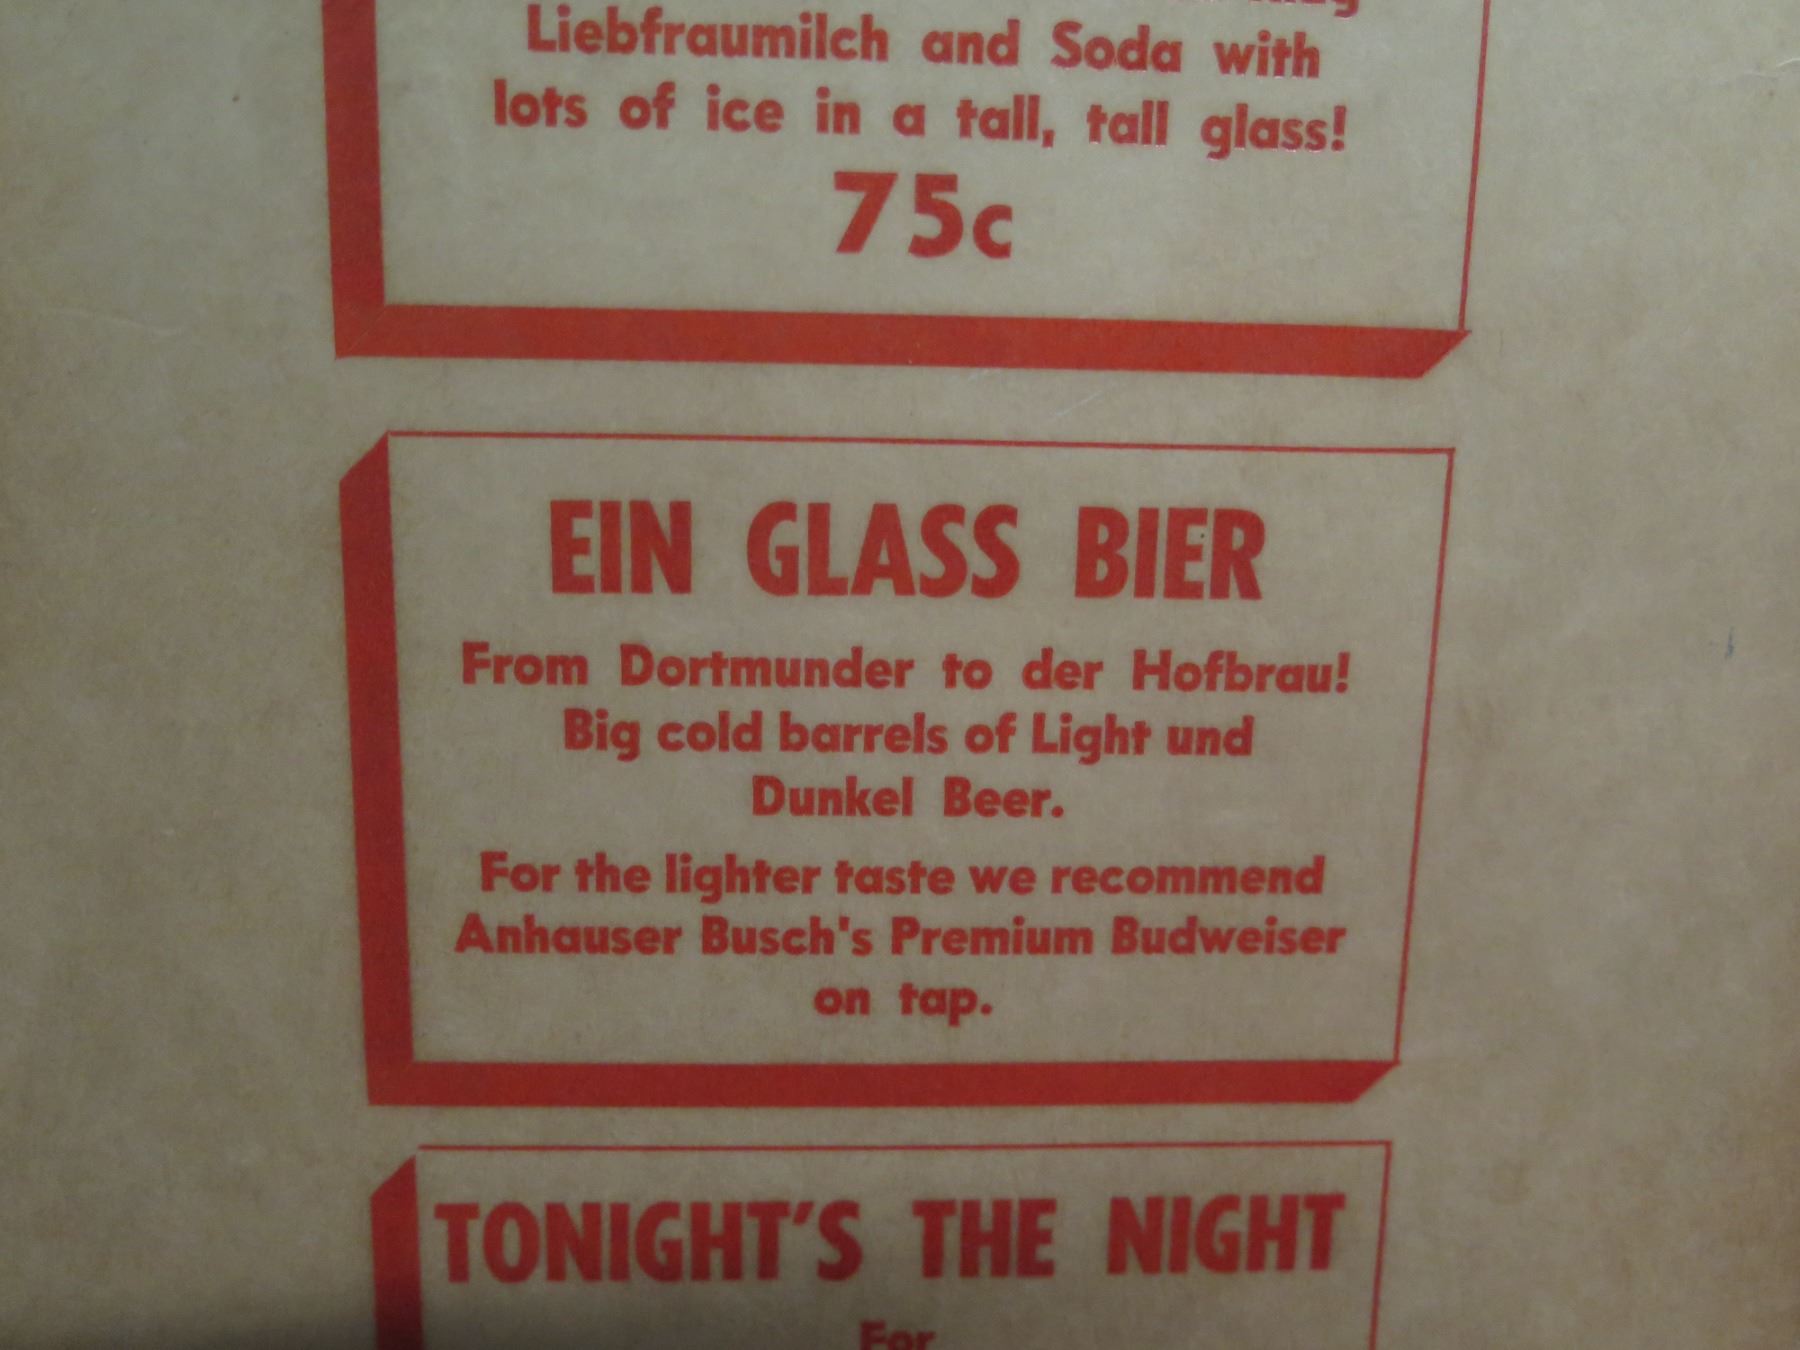 Liebfraumilch and Soda with
lots of ice in a tall, tall glass!
75c
EIN GLASS BIER
From Dortmunder to der Hofbrau!
Big cold barrels of Light und
Dunkel Beer.
For the lighter taste we recommend
Anhauser Busch's Premium Budweiser
on tap.
TONIGHT'S THE NIGHT
For